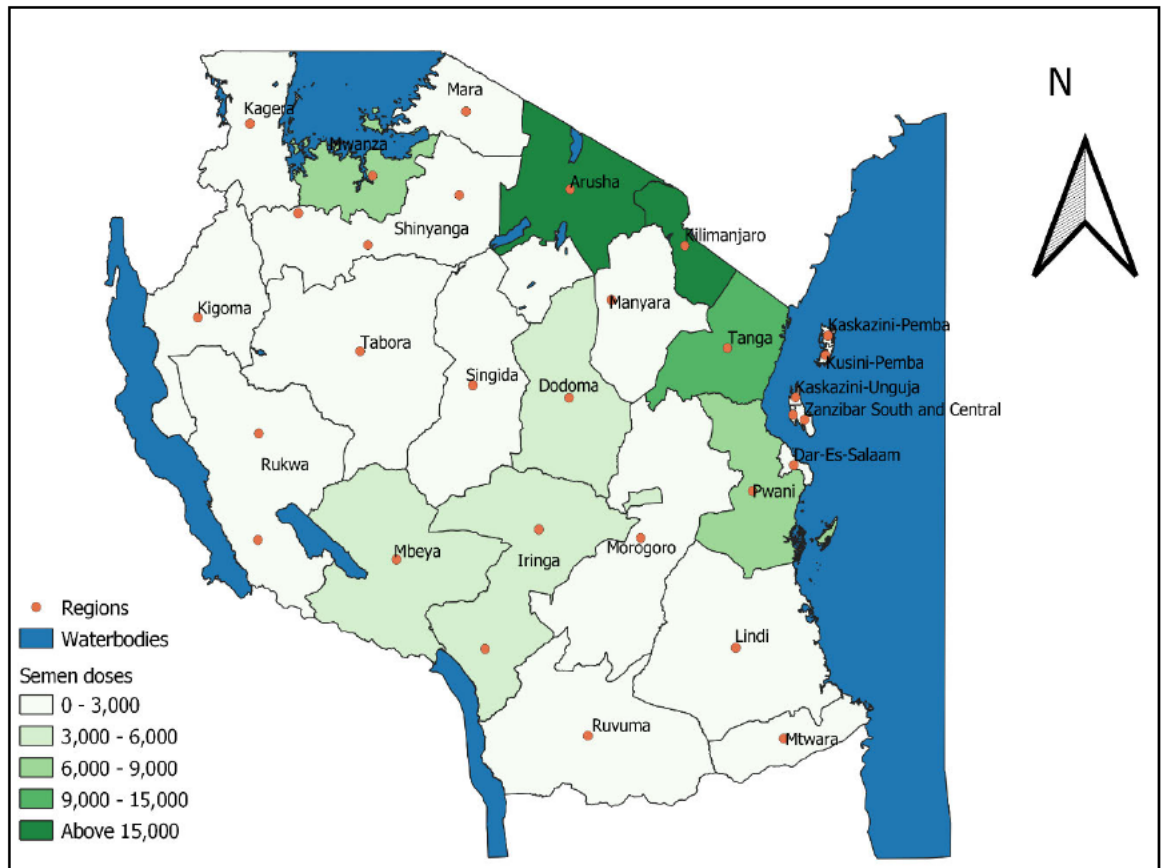 N
Mara
Kagera
Mwanza
Arusha
Shinyanga
Kilimanjaro
Manyara
Kigoma
Kaskazini-Pemba
Tabora
Tanga
Kusini-Pemba
Singida
Dodoma
Kaskazini-Unguja
Zanzibar South and Central
Rukwa
Dar-Es-Salaam
Pwani
Mbeya
Iringa
Morogoro
Lindi
Ruvuma
Mtwara
Regions
Waterbodies
Semen doses
0 - 3,000
3,000 - 6,000
6,000 - 9,000
9,000 - 15,000
Above 15,000